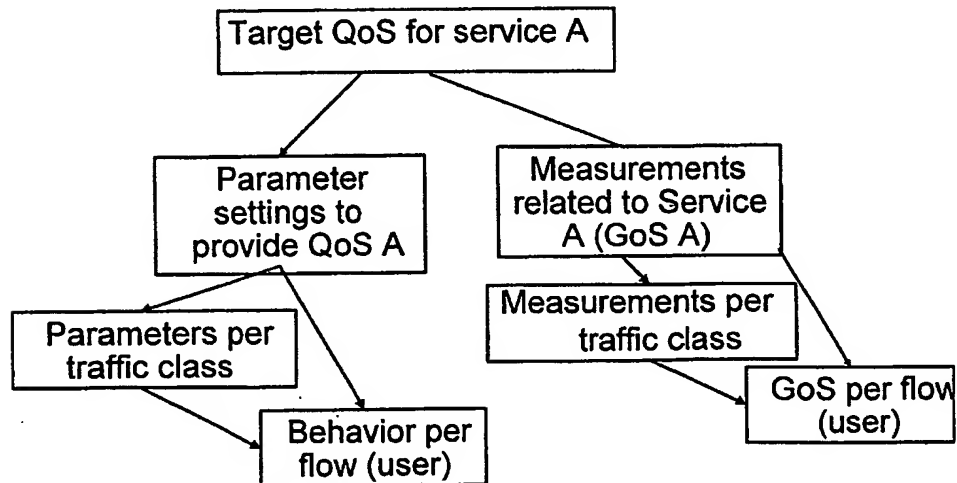 Target QoS for service A
Parameter
settings to
provide QoS A
Measurements
related to Service
A (GoS A)
Parameters per
traffic class
Measurements per
traffic class
Behavior per
flow (user)
GoS per flow
(user)